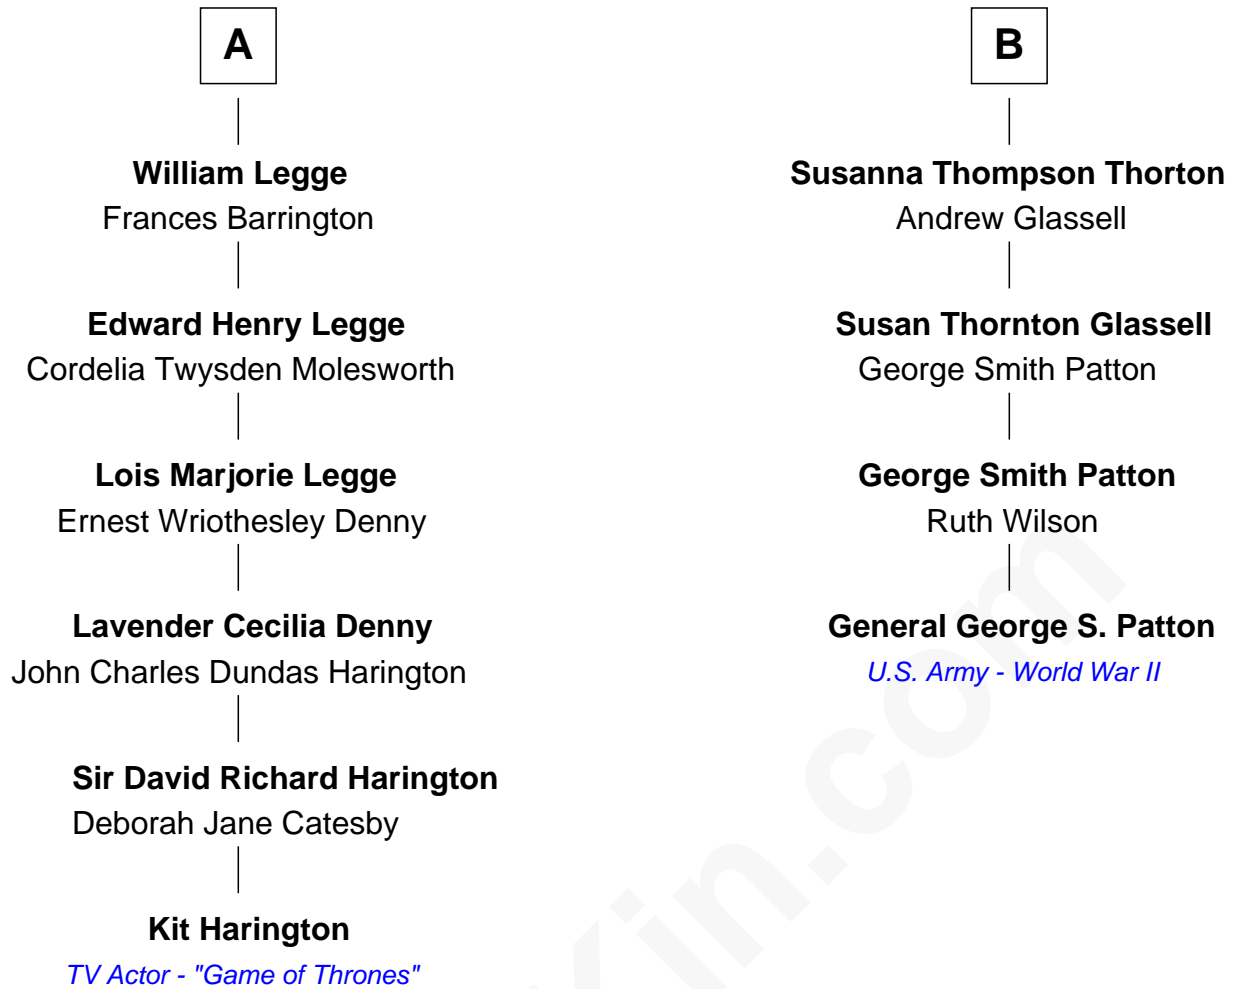 A
William Legge
Frances Barrington
Edward Henry Legge
Cordelia Twysden Molesworth
Lois Marjorie Legge
Ernest Wriothesley Denny
Lavender Cecilia Denny
John Charles Dundas Harington
Sir David Richard Harington
Deborah Jane Catesby
Kit Harington
TV Actor - "Game of Thrones"
B
Susanna Thompson Thorton
Andrew Glassell
Susan Thornton Glassell
George Smith Patton
George Smith Patton
Ruth Wilson
General George S. Patton
U.S. Army - World War II